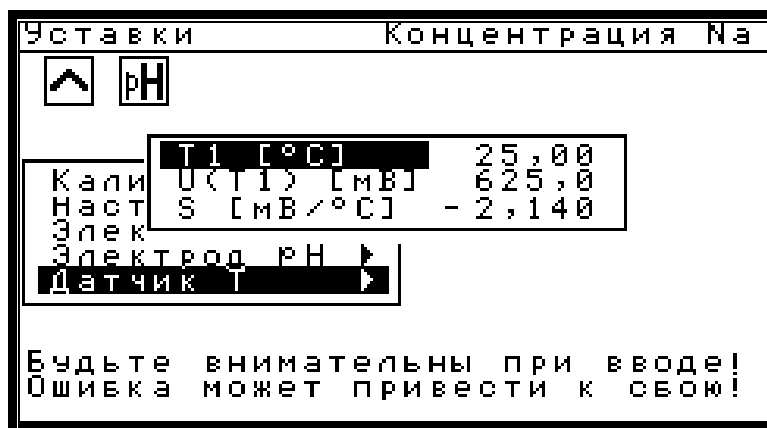 Уставки Концентрация Na
pH
T1 [°C] 25,00
U(T1) [мВ] 625,0
S [мВ/°C] -2,140
Кали
Наст
Элек
Электрод pH
Датчик T
Будьте внимательны при вводе!
Ошибка может привести к сбою!